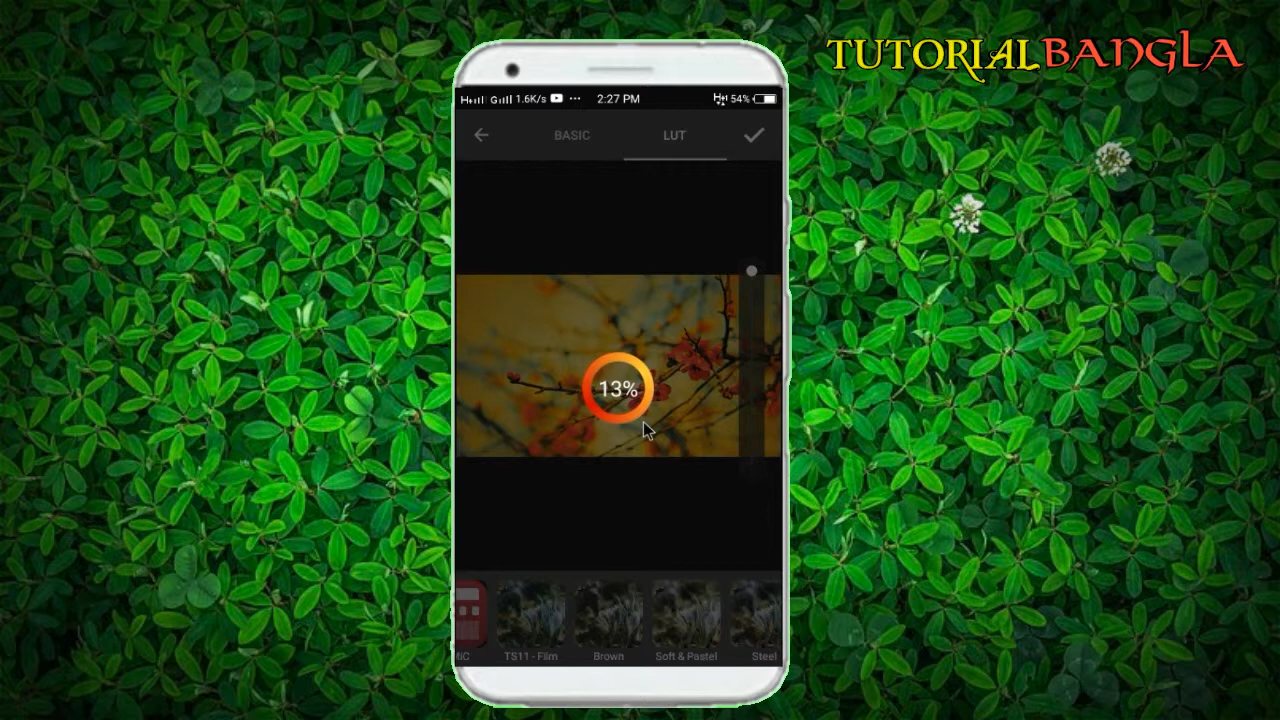 TUTORIALBANGLA
1.6K/s ··· 2:27 PM 54%
BASIC LUT
13%
TS11 - Film Brown Soft & Pastel Steel